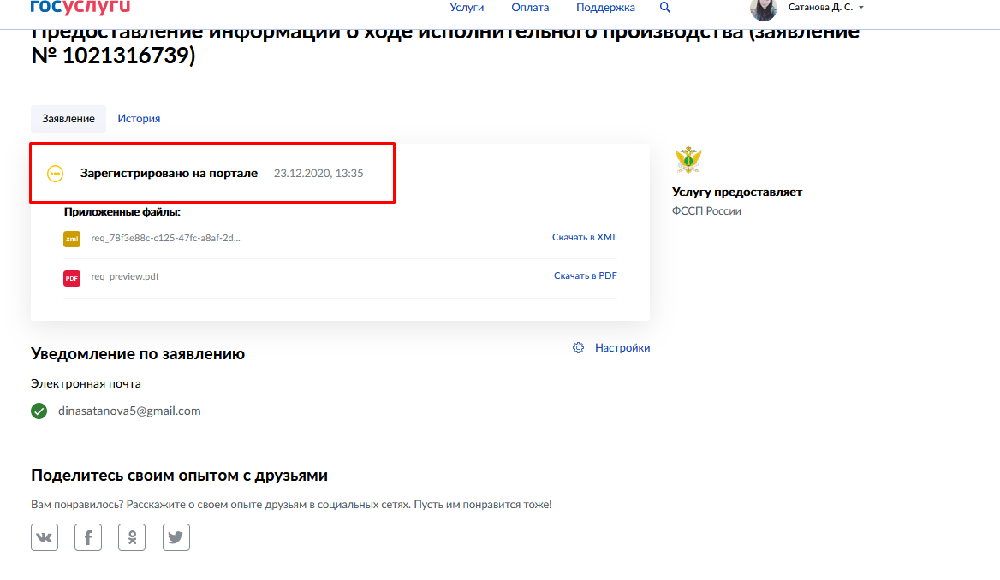 госуслуги
Услуги Оплата Поддержка Сатанова Д. С.
Предоставление информации о ходе исполнительного производства (заявление
№ 1021316739)
Заявление История
Зарегистрировано на портале 23.12.2020, 13:35
Приложенные файлы:
xml req_78f3e88c-c125-47fc-a8af-2d... Скачать в XML
PDF req_preview.pdf Скачать в PDF
Услугу предоставляет
ФССП России
Уведомление по заявлению Настройки
Электронная почта
dinasatanova5@gmail.com
Поделитесь своим опытом с друзьями
Вам понравилось? Расскажите о своем опыте друзьям в социальных сетях. Пусть им понравится тоже!